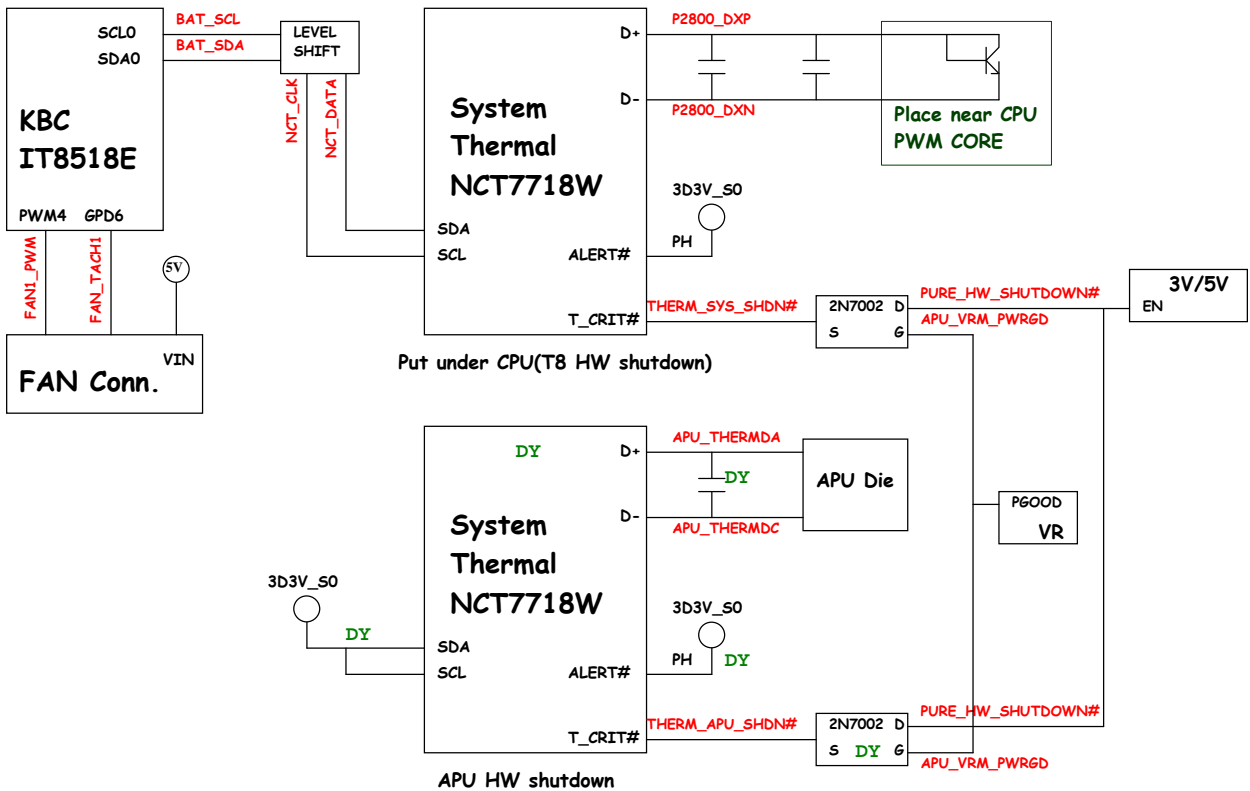 BAT_SCL
SCL0
BAT_SDA
SDA0
LEVEL
SHIFT
KBC
IT8518E
NCT_CLK
NCT_DATA
PWM4 GPD6
FAN1_PWM
FAN_TACH1
5V
VIN
FAN Conn.
System
Thermal
NCT7718W
D+
D-
SDA
SCL
ALERT#
T_CRIT#
P2800_DXP
P2800_DXN
Place near CPU
PWM CORE
3D3V_S0
PH
THERM_SYS_SHDN#
2N7002 D
S G
PURE_HW_SHUTDOWN#
APU_VRM_PWRGD
3V/5V
EN
Put under CPU(T8 HW shutdown)
DY
System
Thermal
NCT7718W
D+
D-
SDA
SCL
ALERT#
T_CRIT#
APU_THERMDA
DY
APU_THERMDC
APU Die
PGOOD
VR
3D3V_S0
DY
3D3V_S0
PH
DY
THERM_APU_SHDN#
2N7002 D
S DY G
PURE_HW_SHUTDOWN#
APU_VRM_PWRGD
APU HW shutdown